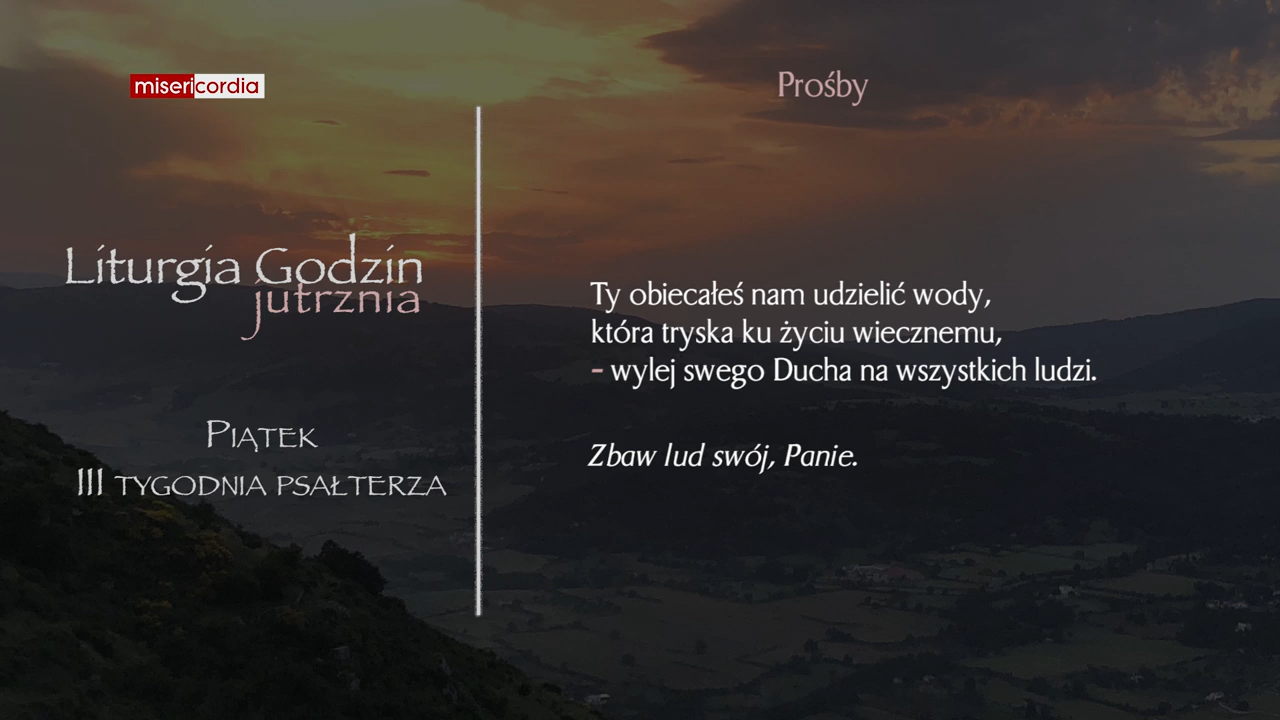 misericordia
Liturgia Godzin
jutrznia
Piątek
III tygodnia psałterza
Prośby
Ty obiecałeś nam udzielić wody,
która tryska ku życiu wiecznemu,
- wylej swego Ducha na wszystkich ludzi.
Zbaw lud swój, Panie.